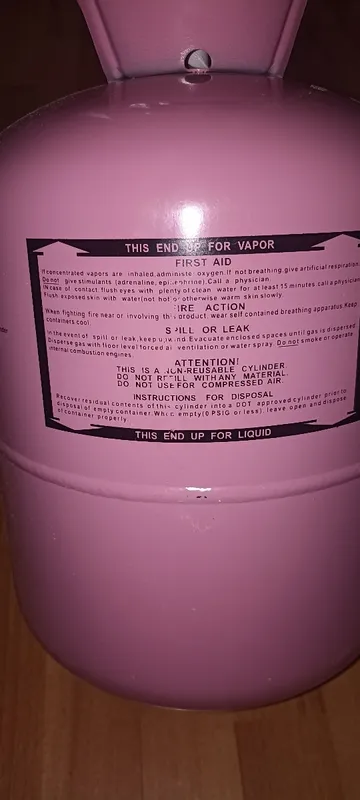 THIS END UP FOR VAPOR
FIRST AID
If concentrated vapors are inhaled, administe oxygen. If not breathing give artificial respiration.
Do not give stimulants (adrenaline, epinephrine). Call a physician.
IN case of contact flush eyes with plenty of clean water for at least 15 minutes call a physician
Flush exposed skin with water (not hot or otherwise warm skin slowly.
FIRE ACTION
When fighting fire near or involving this product, wear self contained breathing apparatus. Keep
containers cool.
SPILL OR LEAK
In the event of spill or leak, keep upwind. Evacuate enclosed spaces until gas is dispersed
Disperse gas with floor level forced air ventilation or water spray. Do not smoke or operate
internal combustion engines.
ATTENTION!
THIS IS A NON-REUSABLE CYLINDER
DO NOT REFILL WITH ANY MATERIAL.
DO NOT USE FOR COMPRESSED AIR.
INSTRUCTIONS FOR DISPOSAL
Recover residual contents of this cylinder into a DOT approved cylinder prior to
disposal of empty container. When empty (0 PSIG or less), leave open and dispose
of container properly
THIS END UP FOR LIQUID